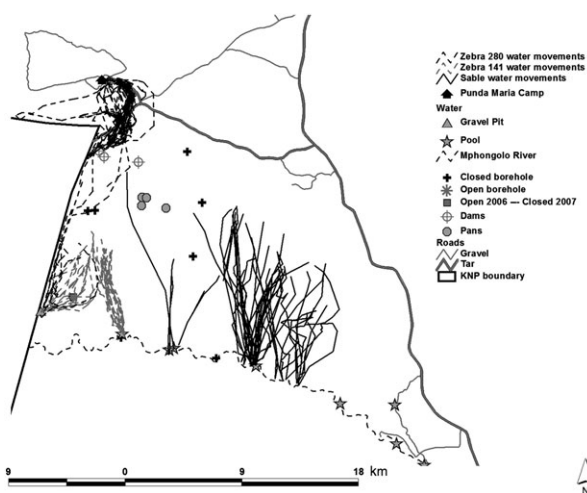 Zebra 280 water movements
Zebra 141 water movements
Sable water movements
Punda Maria Camp
Water
Gravel Pit
Pool
Mphongolo River
Closed borehole
Open borehole
Open 2006 --- Closed 2007
Dams
Pans
Roads
Gravel
Tar
KNP boundary
9 0 9 18 km
N